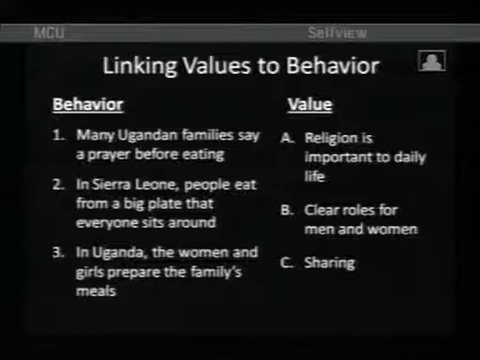 MCU
Selfview
Linking Values to Behavior
Behavior
1. Many Ugandan families say
a prayer before eating
2. In Sierra Leone, people eat
from a big plate that
everyone sits around
3. In Uganda, the women and
girls prepare the family's
meals
Value
A. Religion is
important to daily
life
B. Clear roles for
men and women
C. Sharing